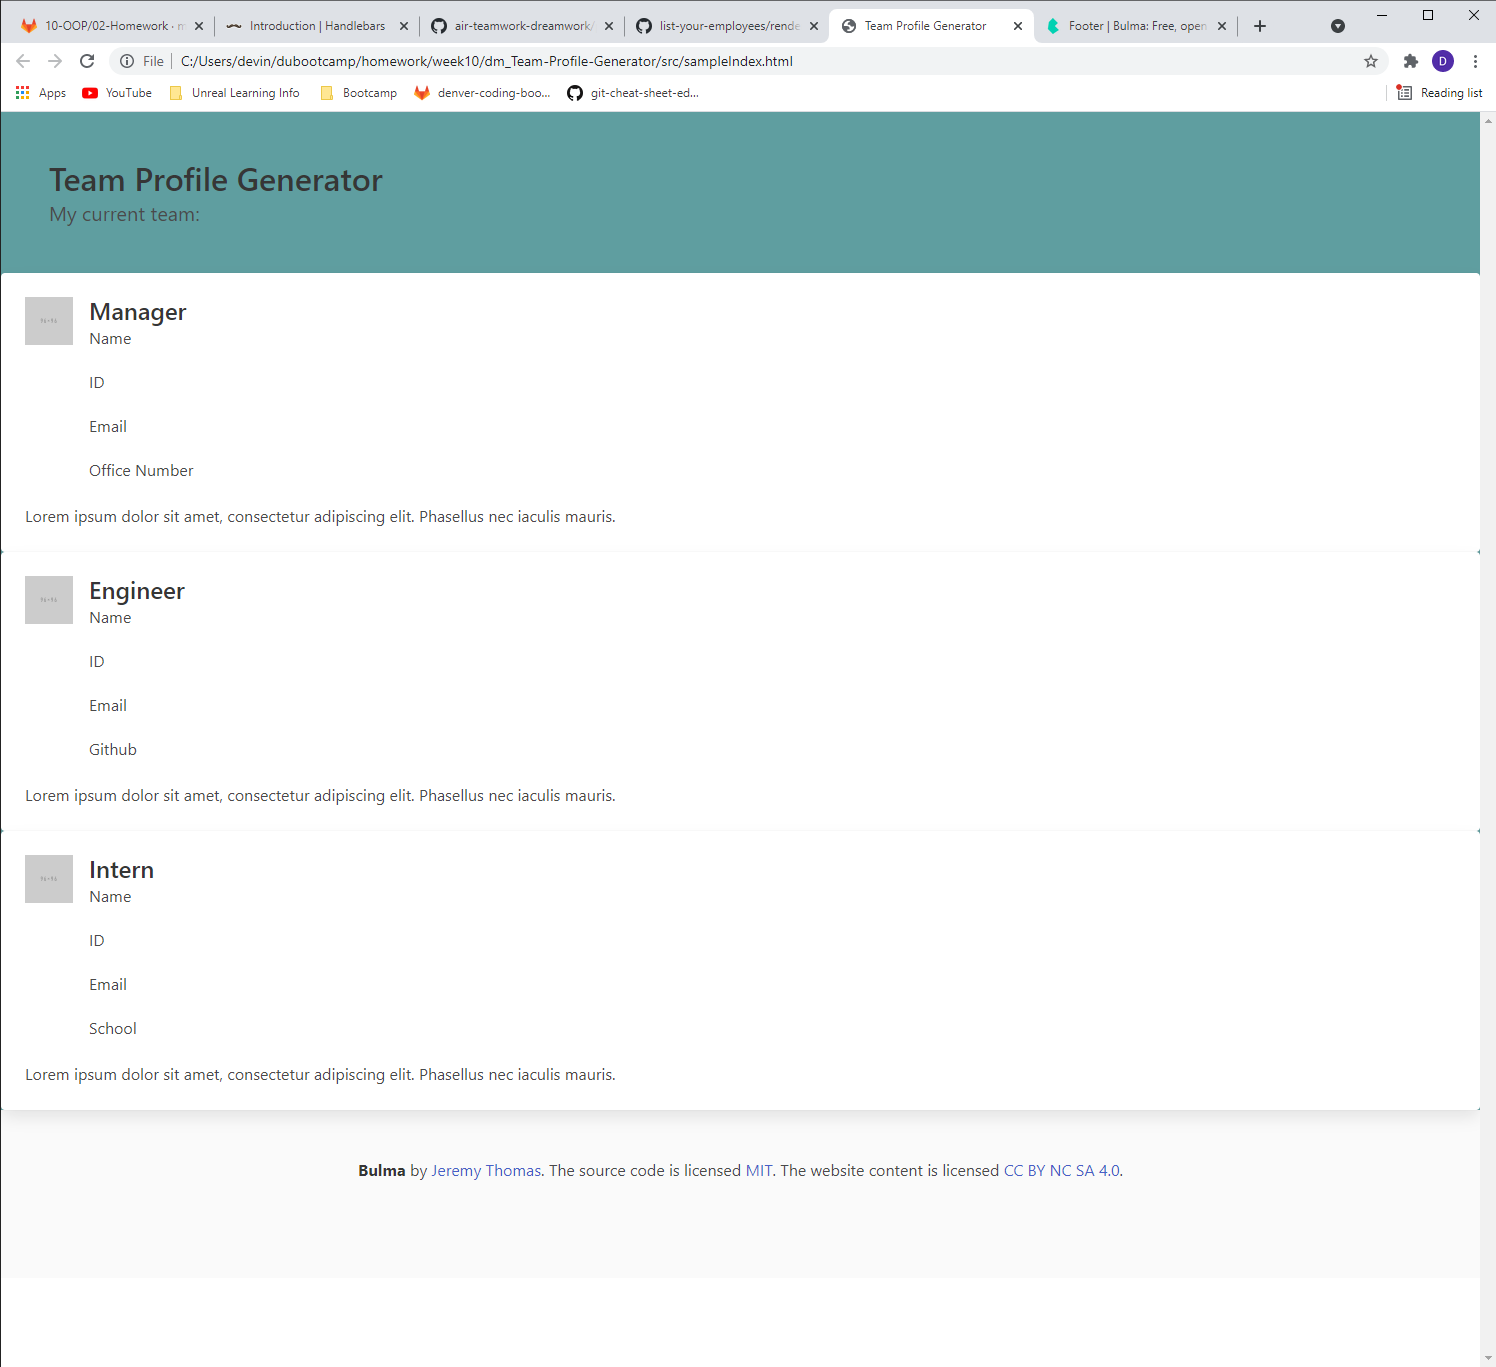 10-OOP/02-Homework · m
Introduction | Handlebars
air-teamwork-dreamwork/
list-your-employees/rende
Team Profile Generator
Footer | Bulma: Free, open
File
C:/Users/devin/dubootcamp/homework/week10/dm_Team-Profile-Generator/src/sampleIndex.html
D
Apps
YouTube
Unreal Learning Info
Bootcamp
denver-coding-boo...
git-cheat-sheet-ed...
Reading list
Team Profile Generator
My current team:
Manager
Name
ID
Email
Office Number
Lorem ipsum dolor sit amet, consectetur adipiscing elit. Phasellus nec iaculis mauris.
Engineer
Name
ID
Email
Github
Lorem ipsum dolor sit amet, consectetur adipiscing elit. Phasellus nec iaculis mauris.
Intern
Name
ID
Email
School
Lorem ipsum dolor sit amet, consectetur adipiscing elit. Phasellus nec iaculis mauris.
Bulma by Jeremy Thomas. The source code is licensed MIT. The website content is licensed CC BY NC SA 4.0.